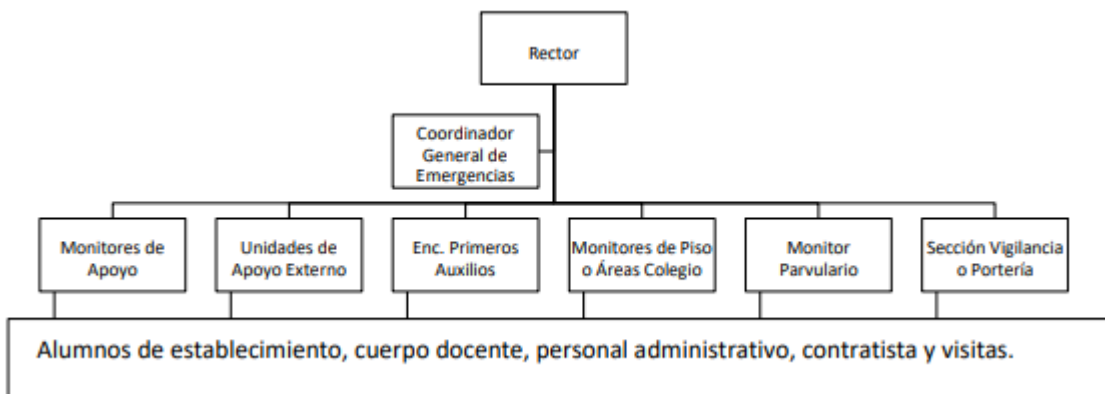 Rector
Coordinador
General de
Emergencias
Monitores de
Apoyo
Unidades de
Apoyo Externo
Enc. Primeros
Auxilios
Monitores de Piso
o Áreas Colegio
Monitor
Parvulario
Sección Vigilancia
o Portería
Alumnos de establecimiento, cuerpo docente, personal administrativo, contratista y visitas.